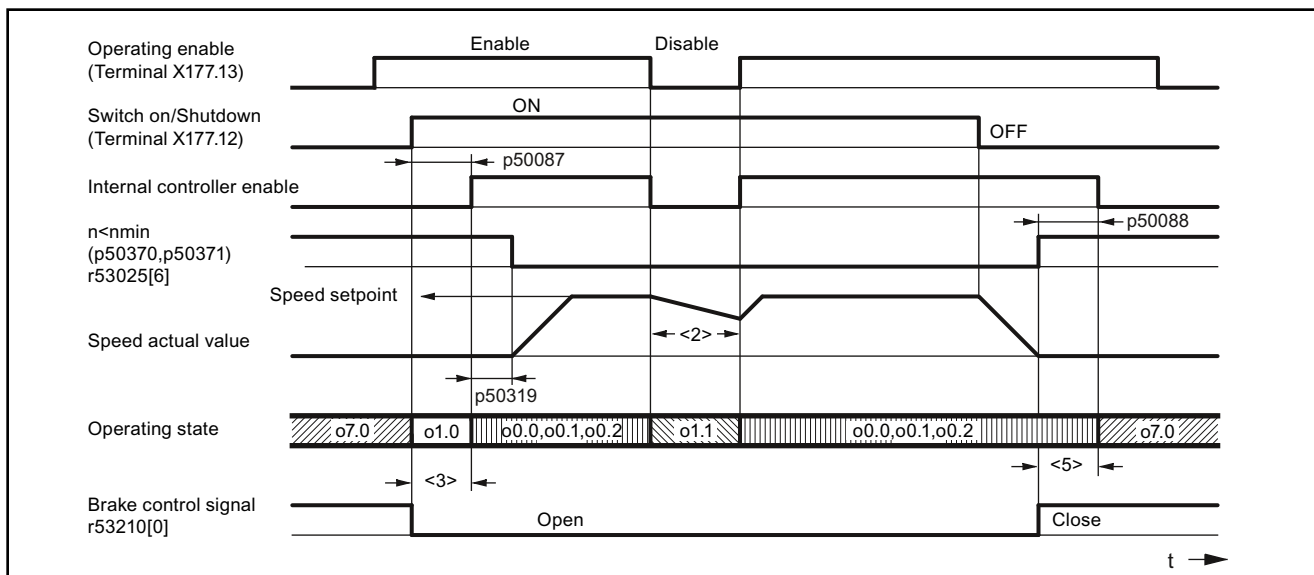 Operating enable
(Terminal X177.13)
Enable
Disable
Switch on/Shutdown
(Terminal X177.12)
ON
OFF
p50087
Internal controller enable
p50088
n<nmin
(p50370,p50371)
r53025[6]
Speed setpoint
Speed actual value
<2>
p50319
Operating state
o7.0
o1.0
o0.0,o0.1,o0.2
o1.1
o0.0,o0.1,o0.2
o7.0
<3>
<5>
Brake control signal
r53210[0]
Open
Close
t